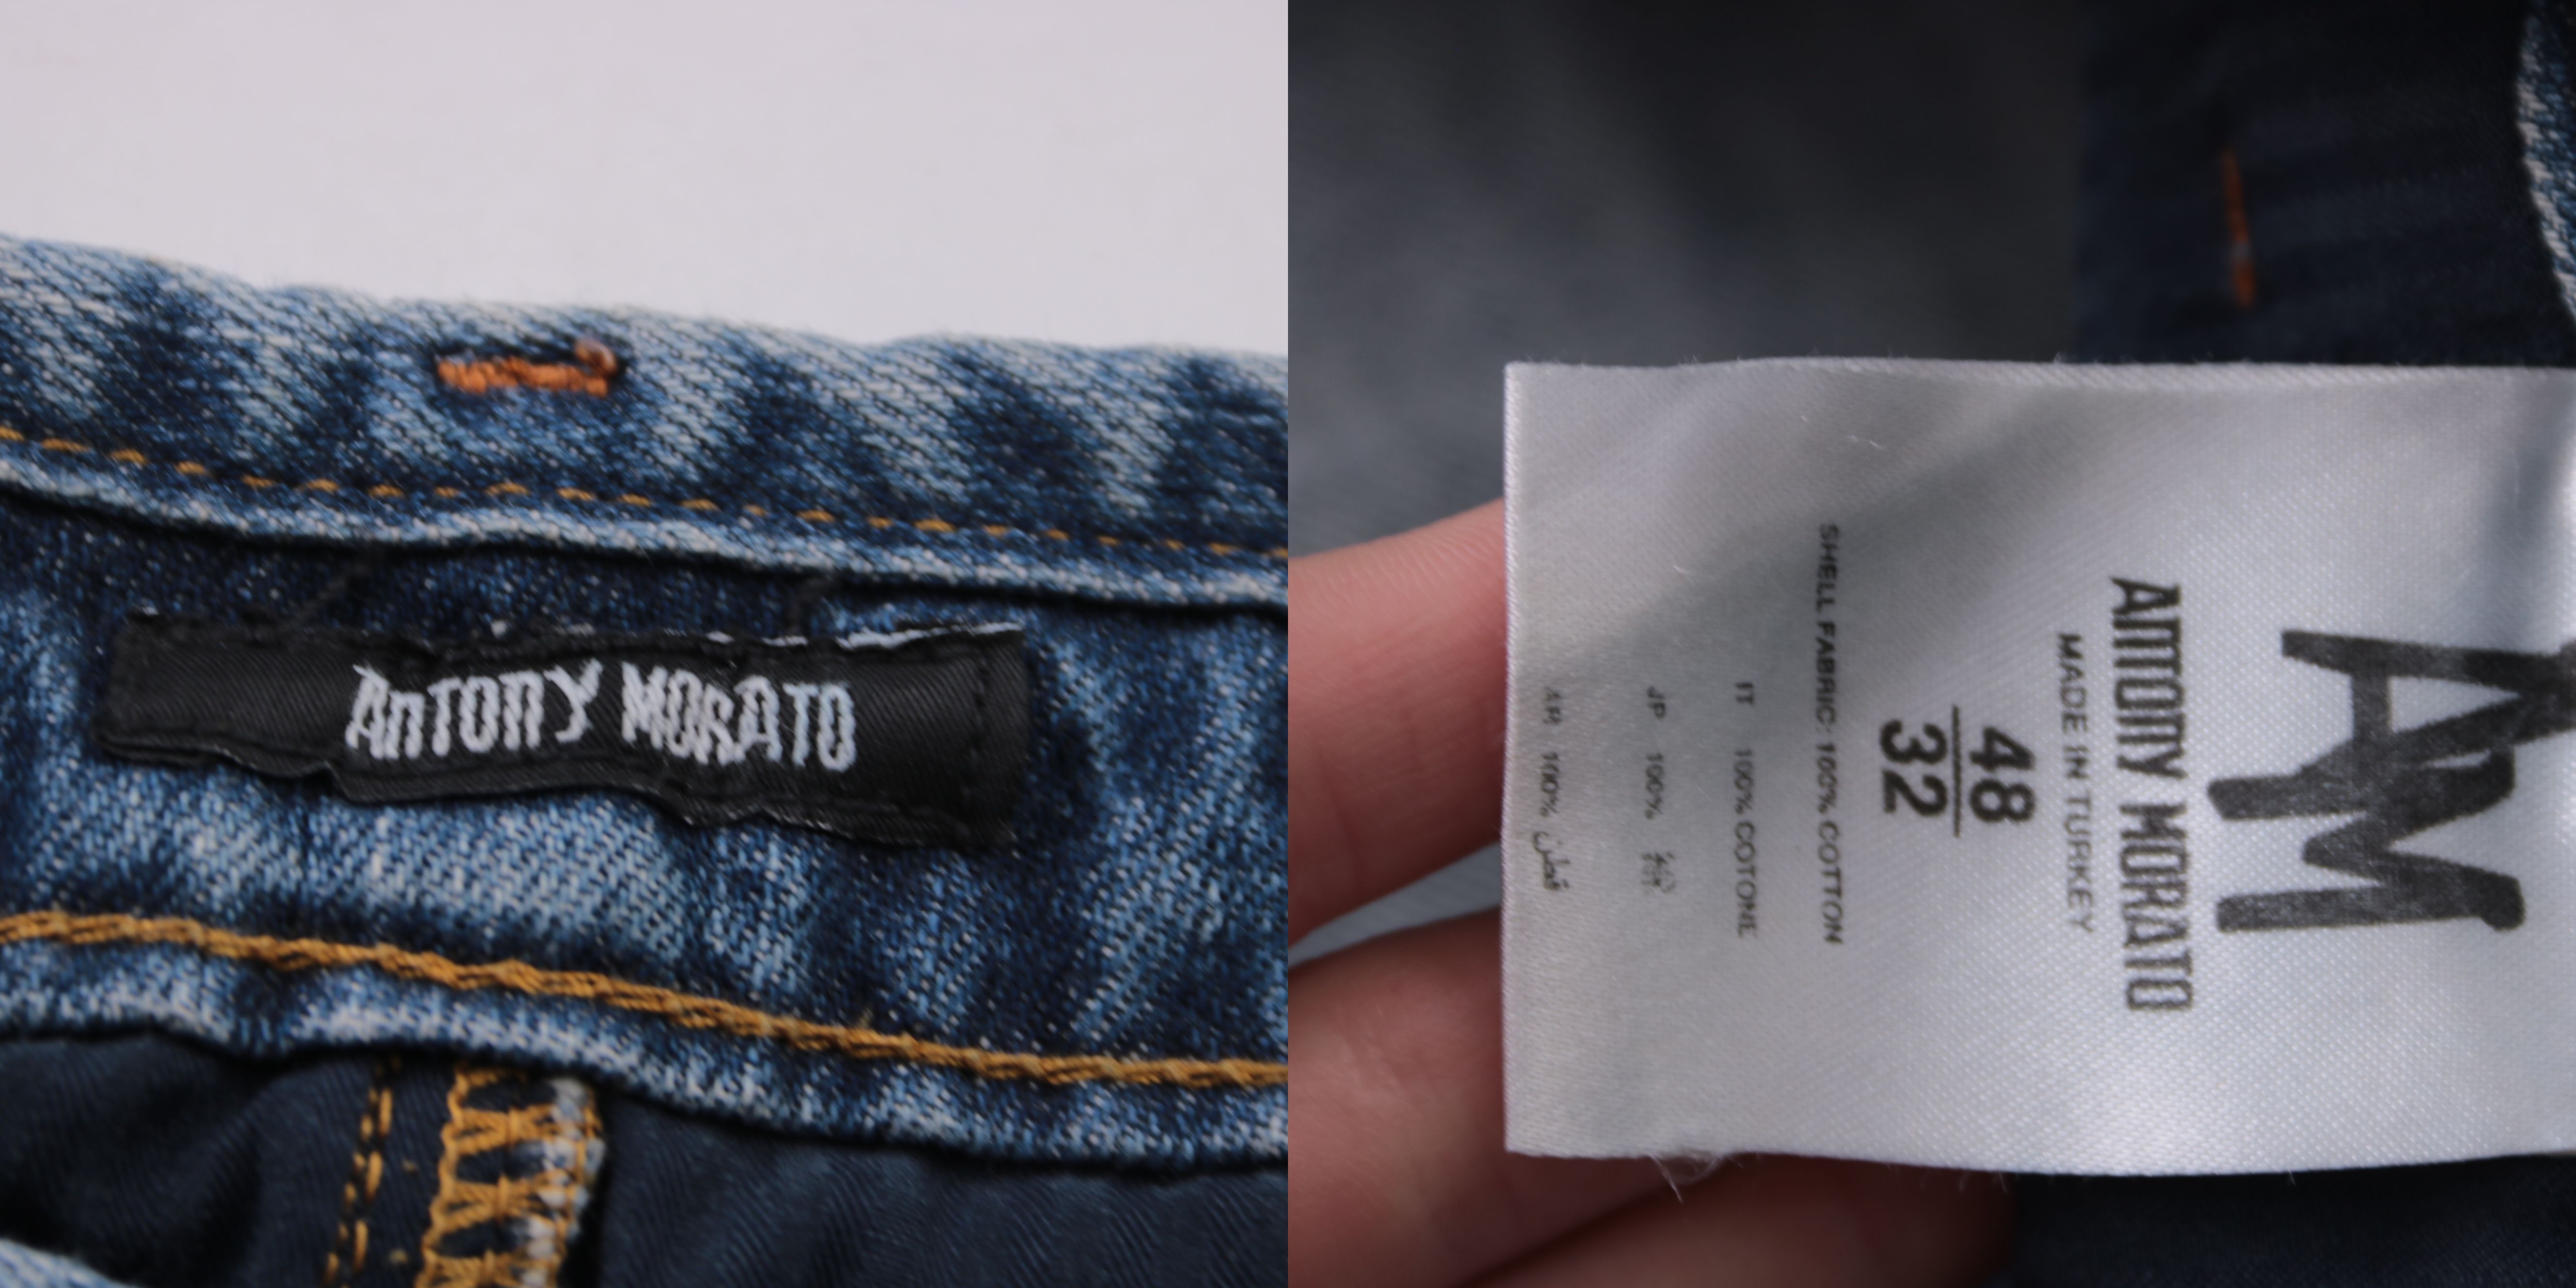 AnTOnY MORATO
AM
AnTOnY MORATO
MADE IN TURKEY
48
32
SHELL FABRIC: 100% COTTON
IT 100% COTONE
JP 100% 綿
AR 100% قطن